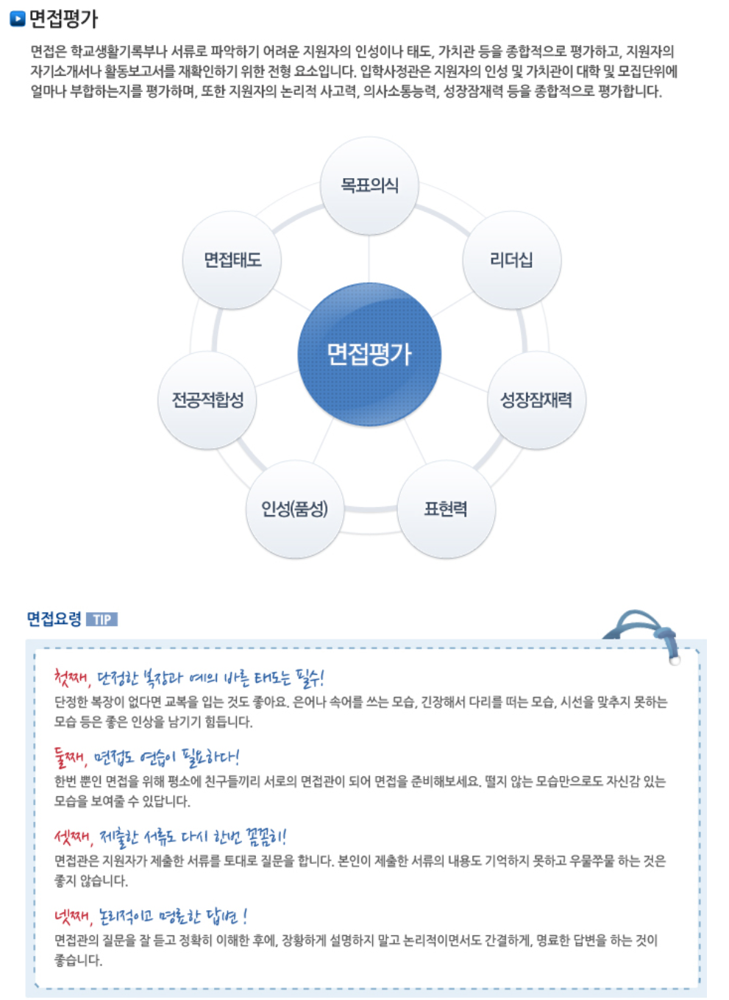 면접평가
면접은 학교생활기록부나 서류로 파악하기 어려운 지원자의 인성이나 태도, 가치관 등을 종합적으로 평가하고, 지원자의
자기소개서나 활동보고서를 재확인하기 위한 전형 요소입니다. 입학사정관은 지원자의 인성 및 가치관이 대학 및 모집단위에
얼마나 부합하는지를 평가하며, 또한 지원자의 논리적 사고력, 의사소통능력, 성장잠재력 등을 종합적으로 평가합니다.
목표의식
면접태도
리더십
면접평가
전공적합성
성장잠재력
인성(품성)
표현력
면접요령 TIP
첫째, 단정한 복장과 예의 바른 태도는 필수!
단정한 복장이 없다면 교복을 입는 것도 좋아요. 은어나 속어를 쓰는 모습, 긴장해서 다리를 떠는 모습, 시선을 맞추지 못하는
모습 등은 좋은 인상을 남기기 힘듭니다.
둘째, 면접도 연습이 필요하다!
한번 뿐인 면접을 위해 평소에 친구들끼리 서로의 면접관이 되어 면접을 준비해보세요. 떨지 않는 모습만으로도 자신감 있는
모습을 보여줄 수 있답니다.
셋째, 제출한 서류도 다시 한번 꼼꼼히!
면접관은 지원자가 제출한 서류를 토대로 질문을 합니다. 본인이 제출한 서류의 내용도 기억하지 못하고 우물쭈물 하는 것은
좋지 않습니다.
넷째, 논리적이고 명료한 답변 !
면접관의 질문을 잘 듣고 정확히 이해한 후에, 장황하게 설명하지 말고 논리적이면서도 간결하게, 명료한 답변을 하는 것이
좋습니다.